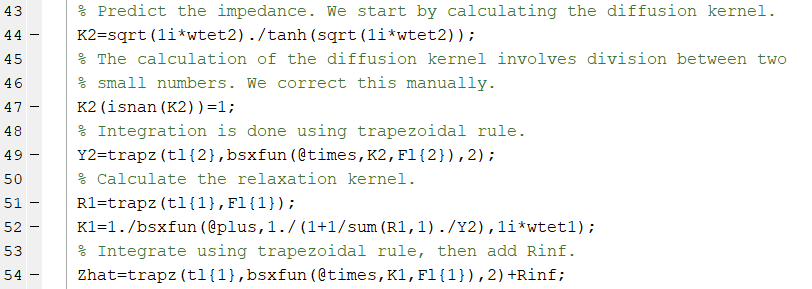 43 % Predict the impedance. We start by calculating the diffusion kernel.
44 – K2=sqrt(1i*wtet2)./tanh(sqrt(1i*wtet2));
45 % The calculation of the diffusion kernel involves division between two
46 % small numbers. We correct this manually.
47 – K2(isnan(K2))=1;
48 % Integration is done using trapezoidal rule.
49 – Y2=trapz(tl{2},bsxfun(@times,K2,Fl{2}),2);
50 % Calculate the relaxation kernel.
51 – R1=trapz(tl{1},Fl{1});
52 – K1=1./bsxfun(@plus,1./(1+1/sum(R1,1)./Y2),1i*wtet1);
53 % Integrate using trapezoidal rule, then add Rinf.
54 – Zhat=trapz(tl{1},bsxfun(@times,K1,Fl{1}),2)+Rinf;